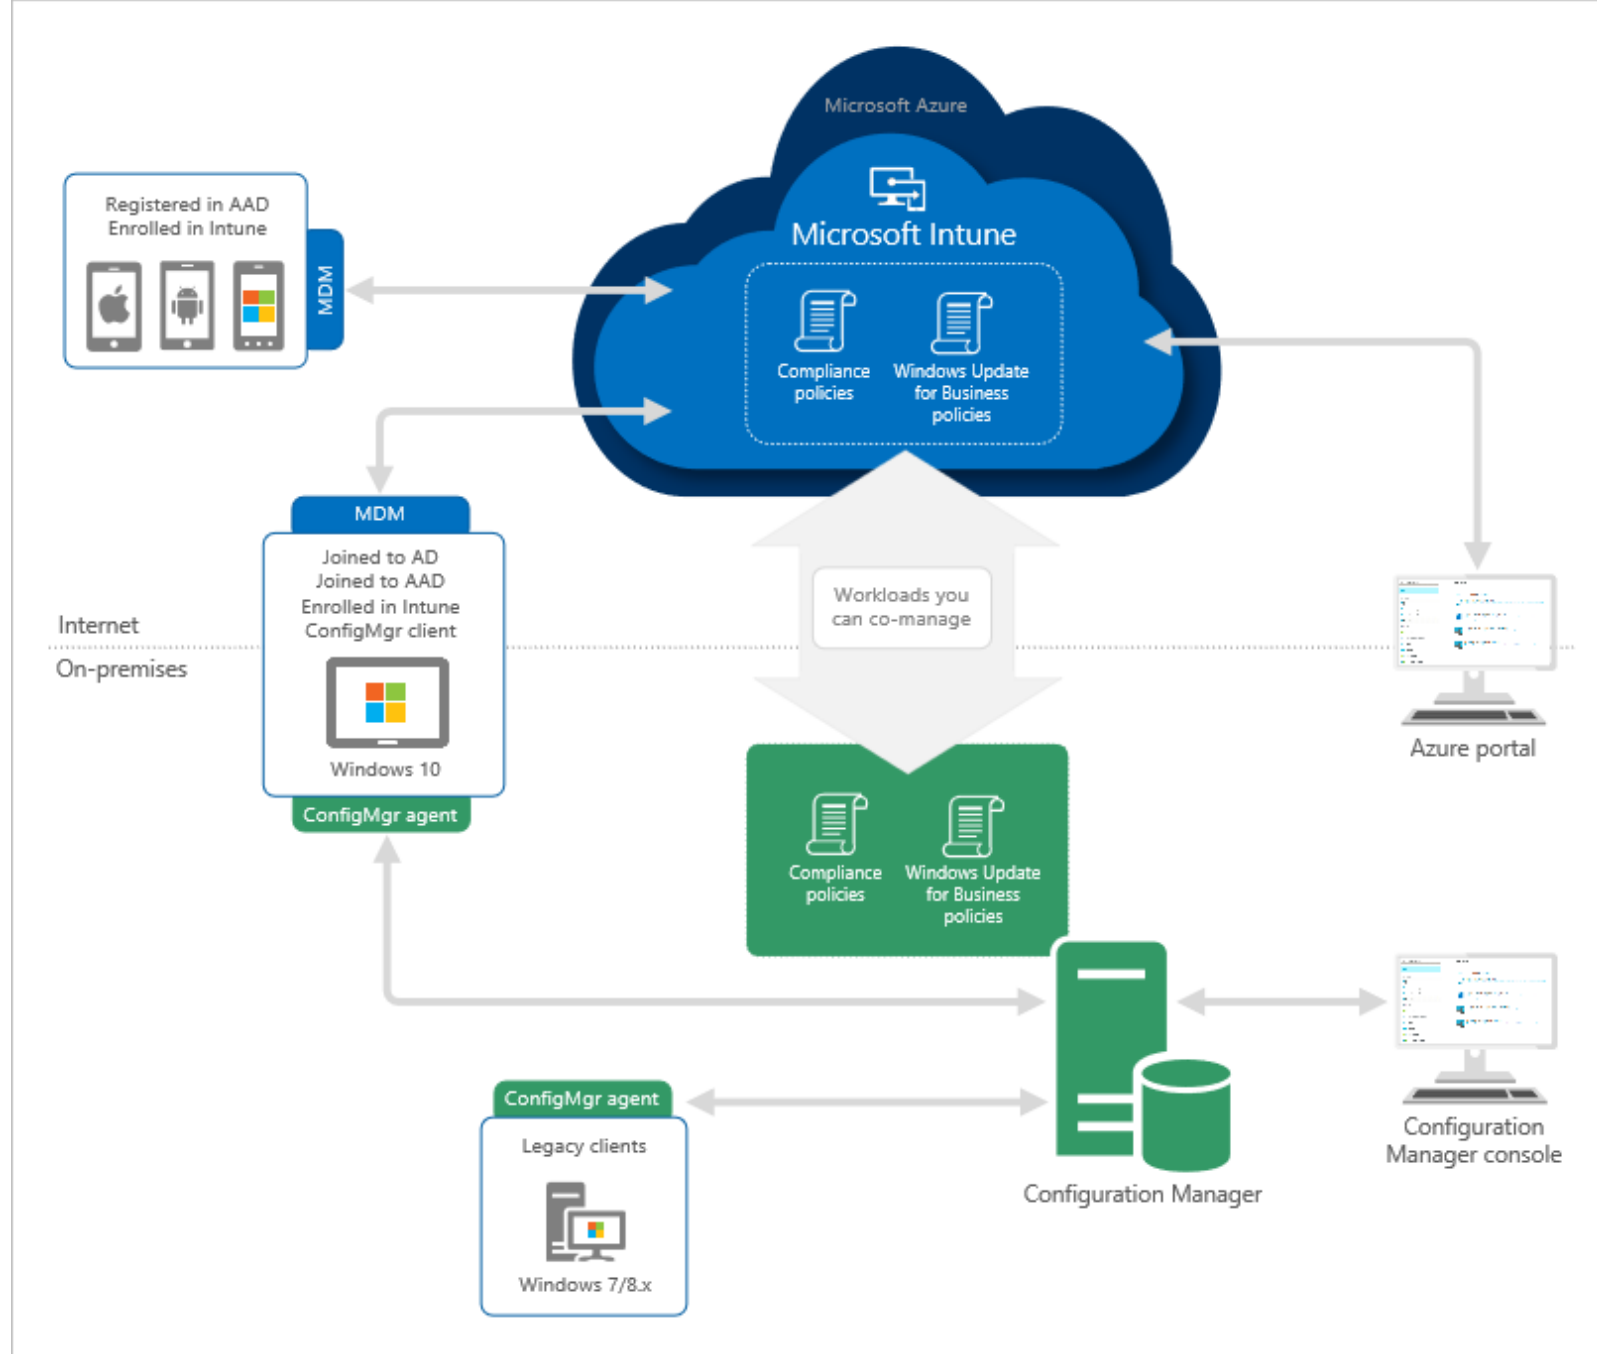 Microsoft Azure
Microsoft Intune
Compliance
policies
Windows Update
for Business
policies
Registered in AAD
Enrolled in Intune
MDM
MDM
Joined to AD
Joined to AAD
Enrolled in Intune
ConfigMgr client
Windows 10
ConfigMgr agent
Internet
On-premises
Workloads you
can co-manage
Azure portal
Compliance
policies
Windows Update
for Business
policies
ConfigMgr agent
Legacy clients
Windows 7/8.x
Configuration Manager
Configuration
Manager console